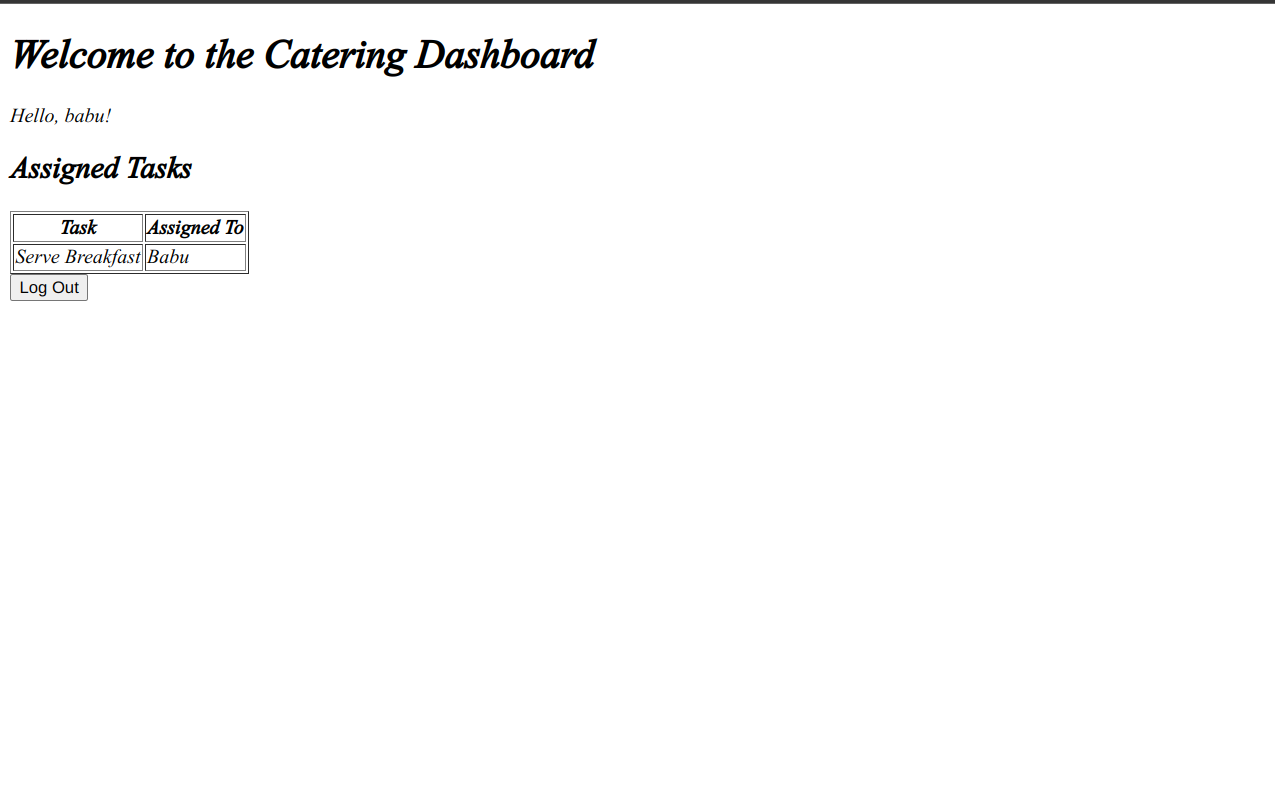 Welcome to the Catering Dashboard
Hello, babu!
Assigned Tasks
Task Assigned To
Serve Breakfast Babu
Log Out